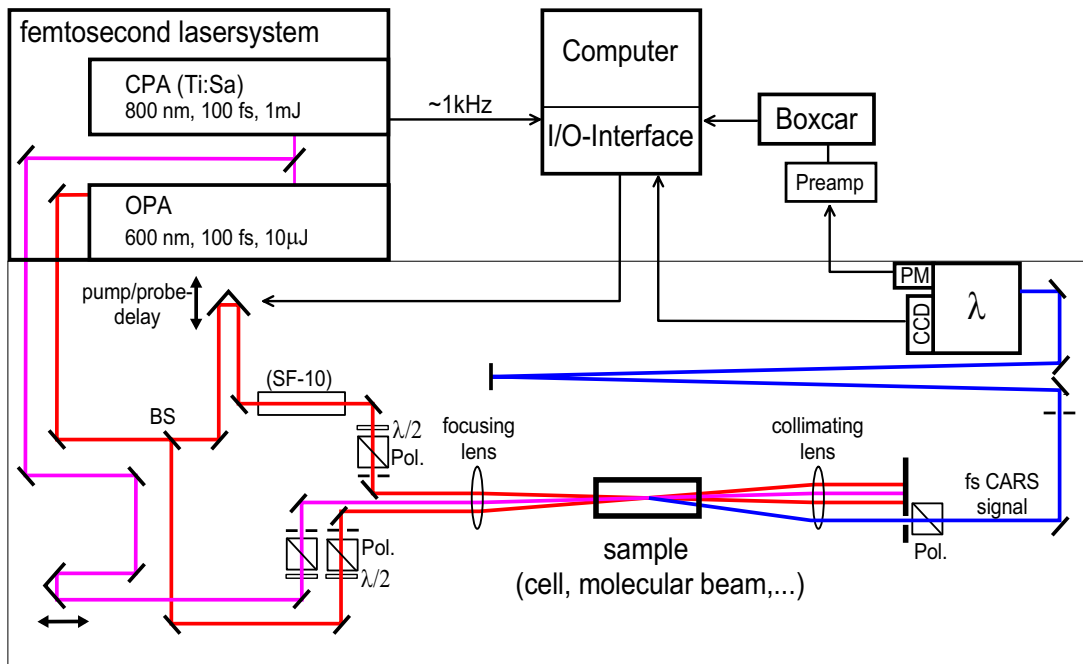 femtosecond lasersystem
CPA (Ti:Sa)
800 nm, 100 fs, 1mJ
~1kHz
Computer
I/O-Interface
Boxcar
Preamp
OPA
600 nm, 100 fs, 10μJ
pump/probe-
delay
PM
CCD
λ
(SF-10)
BS
λ/2
Pol.
focusing
lens
collimating
lens
fs CARS
signal
Pol.
λ/2
Pol.
sample
(cell, molecular beam,...)